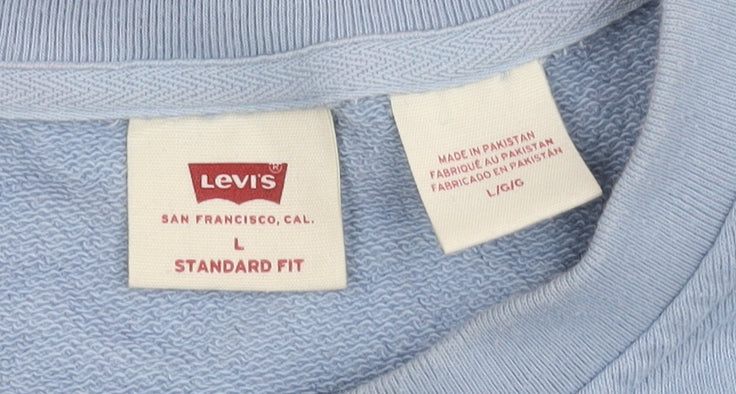 LEVI'S®
SAN FRANCISCO, CAL.
L
STANDARD FIT
MADE IN PAKISTAN
FABRIQUÉ AU PAKISTAN
FABRICADO EN PAKISTÁN
L/G/G